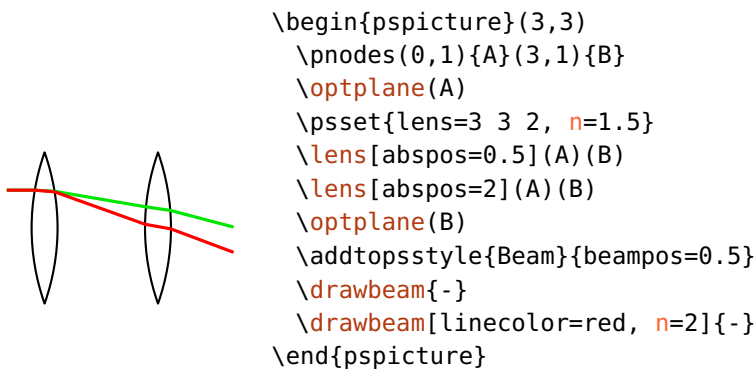 \begin{pspicture}(3,3)
  \pnodes(0,1){A}(3,1){B}
  \optplane(A)
  \psset{lens=3 3 2, n=1.5}
  \lens[abspos=0.5](A)(B)
  \lens[abspos=2](A)(B)
  \optplane(B)
  \addtopsstyle{Beam}{beampos=0.5}
  \drawbeam{-}
  \drawbeam[linecolor=red, n=2]{-}
\end{pspicture}